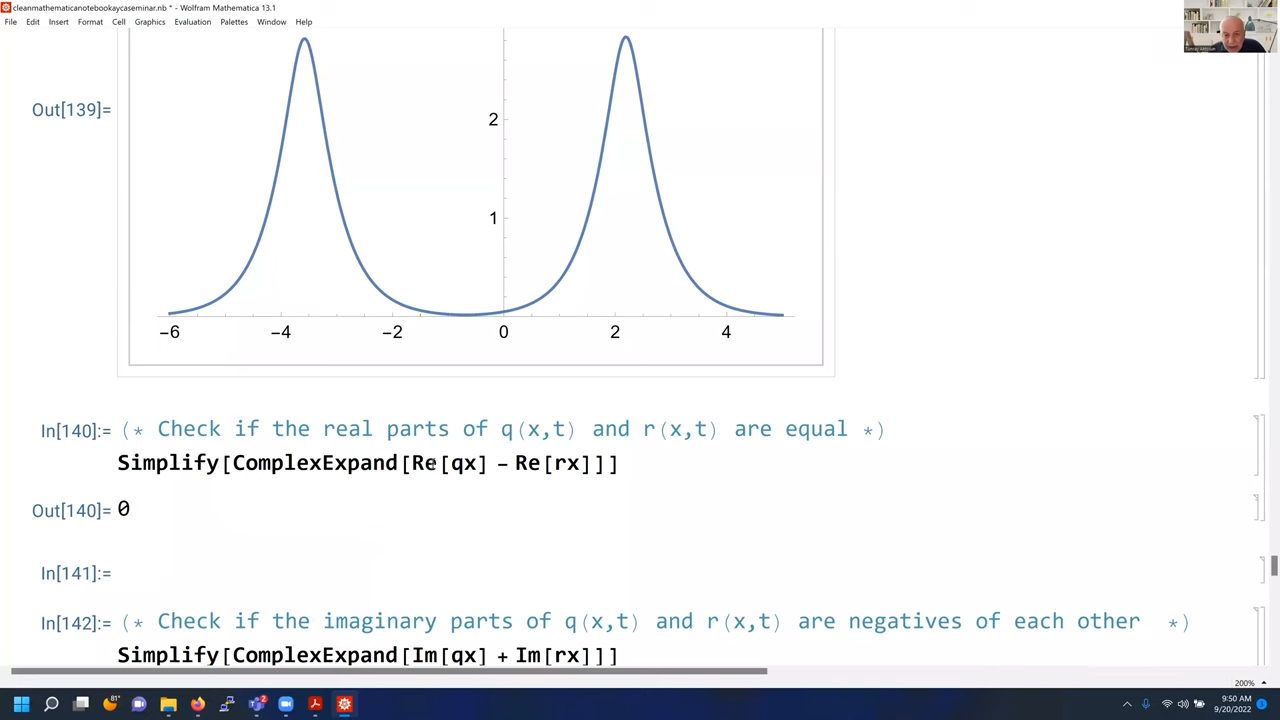 cleanmathematicanotebookaycaseminar.nb * - Wolfram Mathematica 13.1
File Edit Insert Format Cell Graphics Evaluation Palettes Window Help
Out[139]=
2
1
−6 −4 −2 0 2 4
In[140]:= (* Check if the real parts of q(x,t) and r(x,t) are equal *)
Simplify[ComplexExpand[Re[qx] - Re[rx]]]
Out[140]= 0
In[141]:=
In[142]:= (* Check if the imaginary parts of q(x,t) and r(x,t) are negatives of each other *)
Simplify[ComplexExpand[Im[qx] + Im[rx]]]
200%
81°
2
9:50 AM
9/20/2022